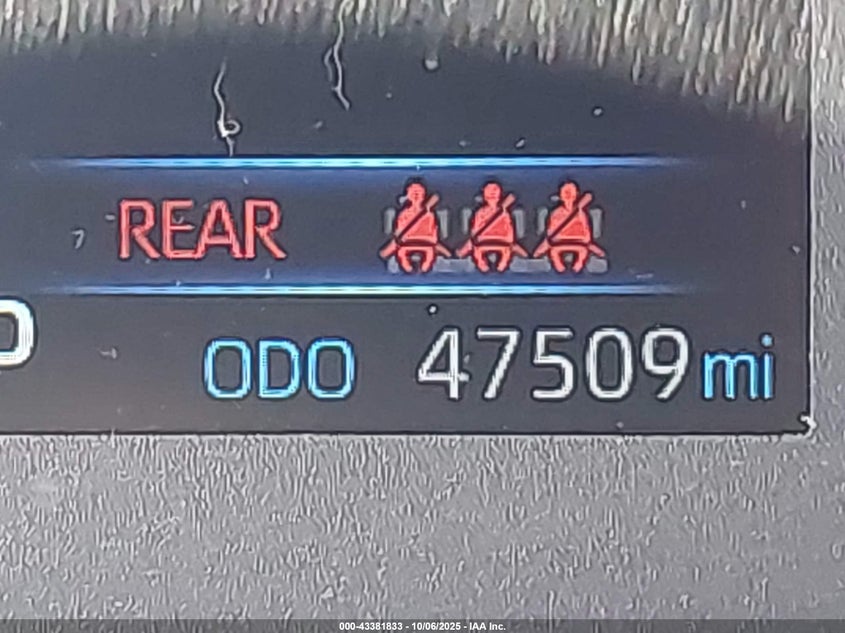 REAR
ODO 47509 mi
000-43381833 - 10/06/2025 - IAA Inc.